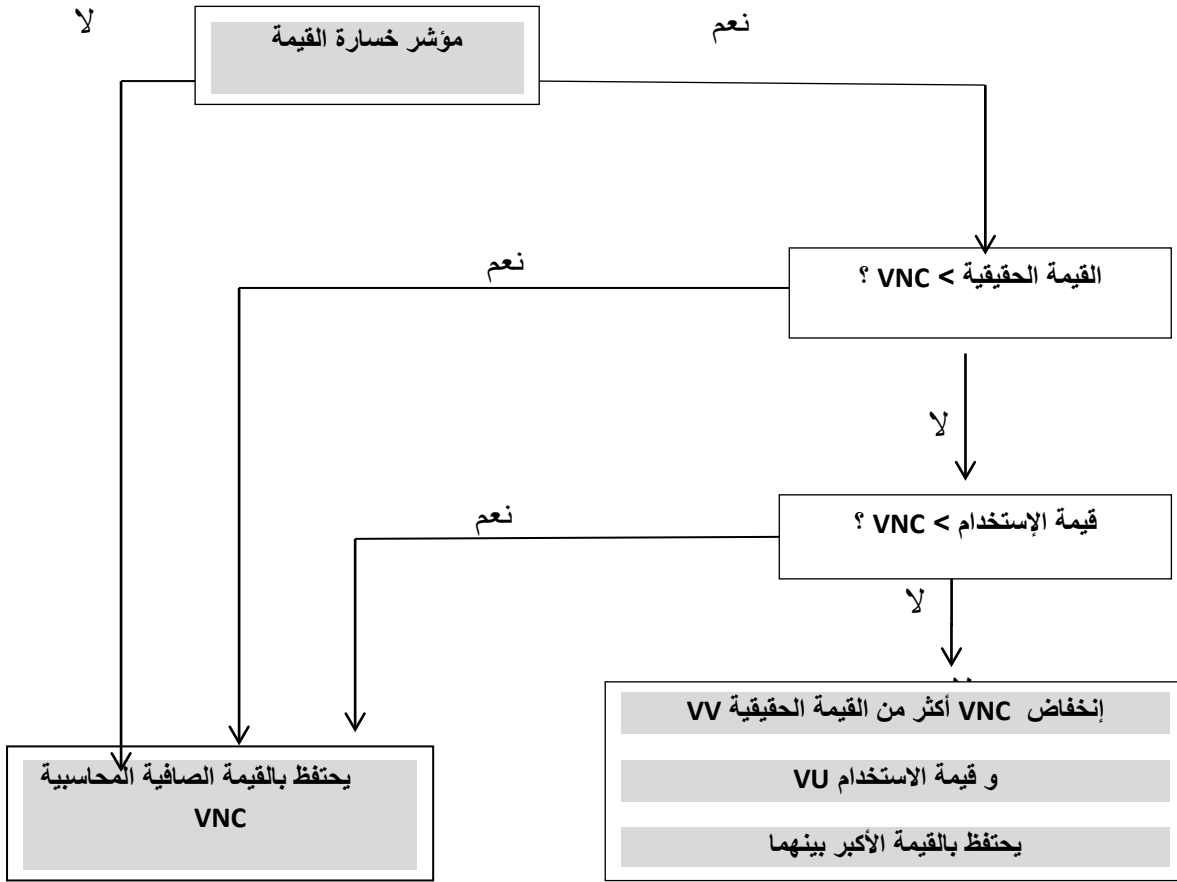 نعم
لا
مؤشر خسارة القيمة
القيمة الحقيقية > VNC ؟
نعم
لا
قيمة الإستخدام > VNC ؟
نعم
لا
إنخفاض VNC أكثر من القيمة الحقيقية VV
و قيمة الاستخدام VU
يحتفظ بالقيمة الأكبر بينهما
يحتفظ بالقيمة الصافية المحاسبية
VNC